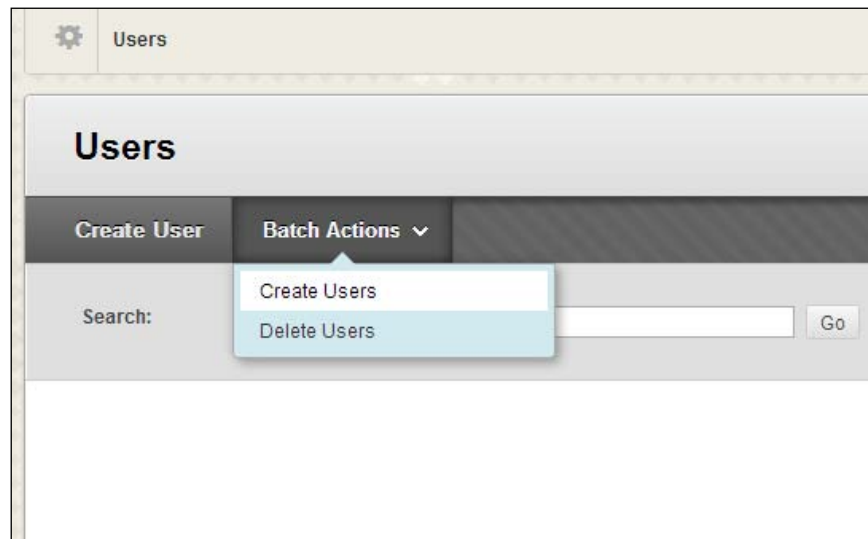 Users
Users
Create User Batch Actions
Create Users
Search:
Delete Users
Go